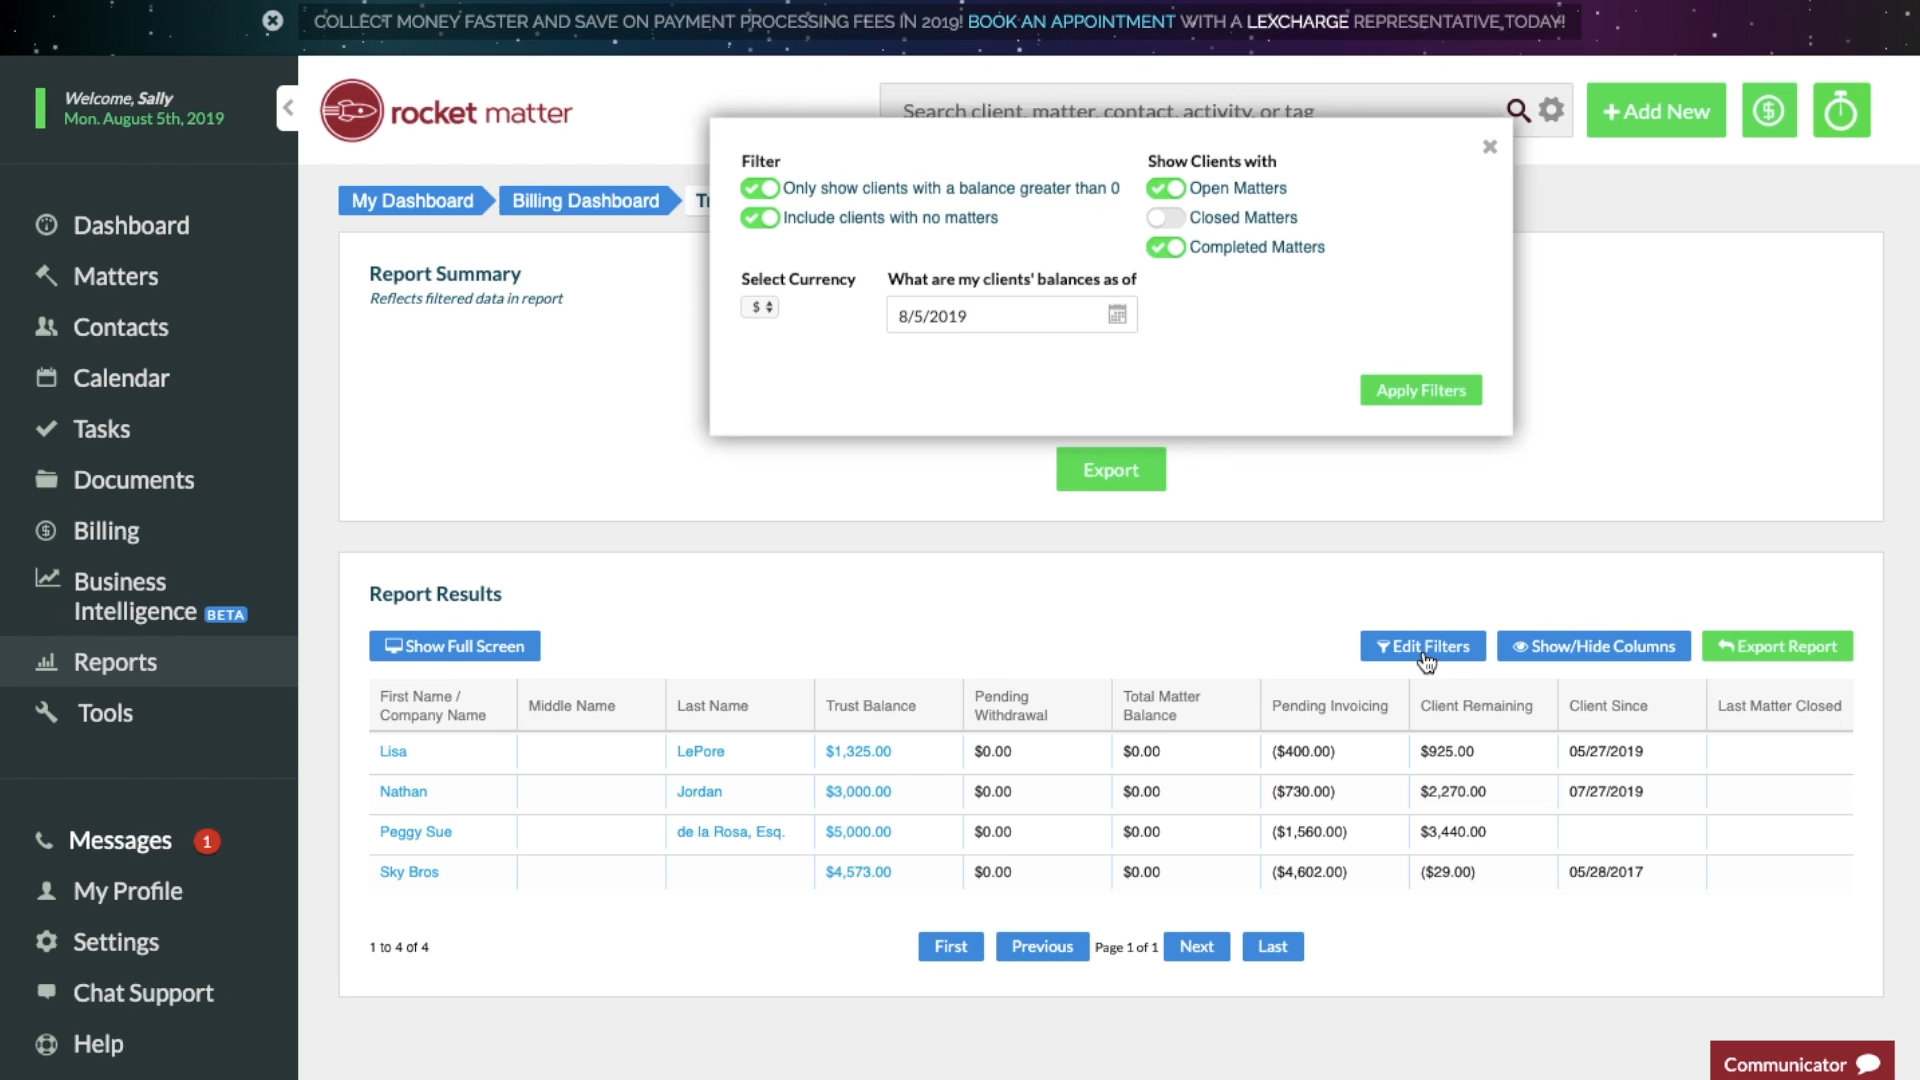 COLLECT MONEY FASTER AND SAVE ON PAYMENT PROCESSING FEES IN 2019! BOOK AN APPOINTMENT WITH A LEXCHARGE REPRESENTATIVE TODAY!
Welcome, Sally
Mon. August 5th, 2019
rocket matter
Search client, matter, contact, activity, or tag
+ Add New
Dashboard
Matters
Contacts
Calendar
Tasks
Documents
Billing
Business
Intelligence BETA
Reports
Tools
Messages 1
My Profile
Settings
Chat Support
Help
My Dashboard
Billing Dashboard
Filter
Only show clients with a balance greater than 0
Include clients with no matters
Show Clients with
Open Matters
Closed Matters
Completed Matters
Select Currency
$
What are my clients' balances as of
8/5/2019
Apply Filters
Report Summary
Reflects filtered data in report
Export
Report Results
Show Full Screen
Edit Filters
Show/Hide Columns
Export Report
First Name / Company Name Middle Name Last Name Trust Balance Pending Withdrawal Total Matter Balance Pending Invoicing Client Remaining Client Since Last Matter Closed
Lisa LePore $1,325.00 $0.00 $0.00 ($400.00) $925.00 05/27/2019
Nathan Jordan $3,000.00 $0.00 $0.00 ($730.00) $2,270.00 07/27/2019
Peggy Sue de la Rosa, Esq. $5,000.00 $0.00 $0.00 ($1,560.00) $3,440.00
Sky Bros $4,573.00 $0.00 $0.00 ($4,602.00) ($29.00) 05/28/2017
1 to 4 of 4
First Previous Page 1 of 1 Next Last
Communicator